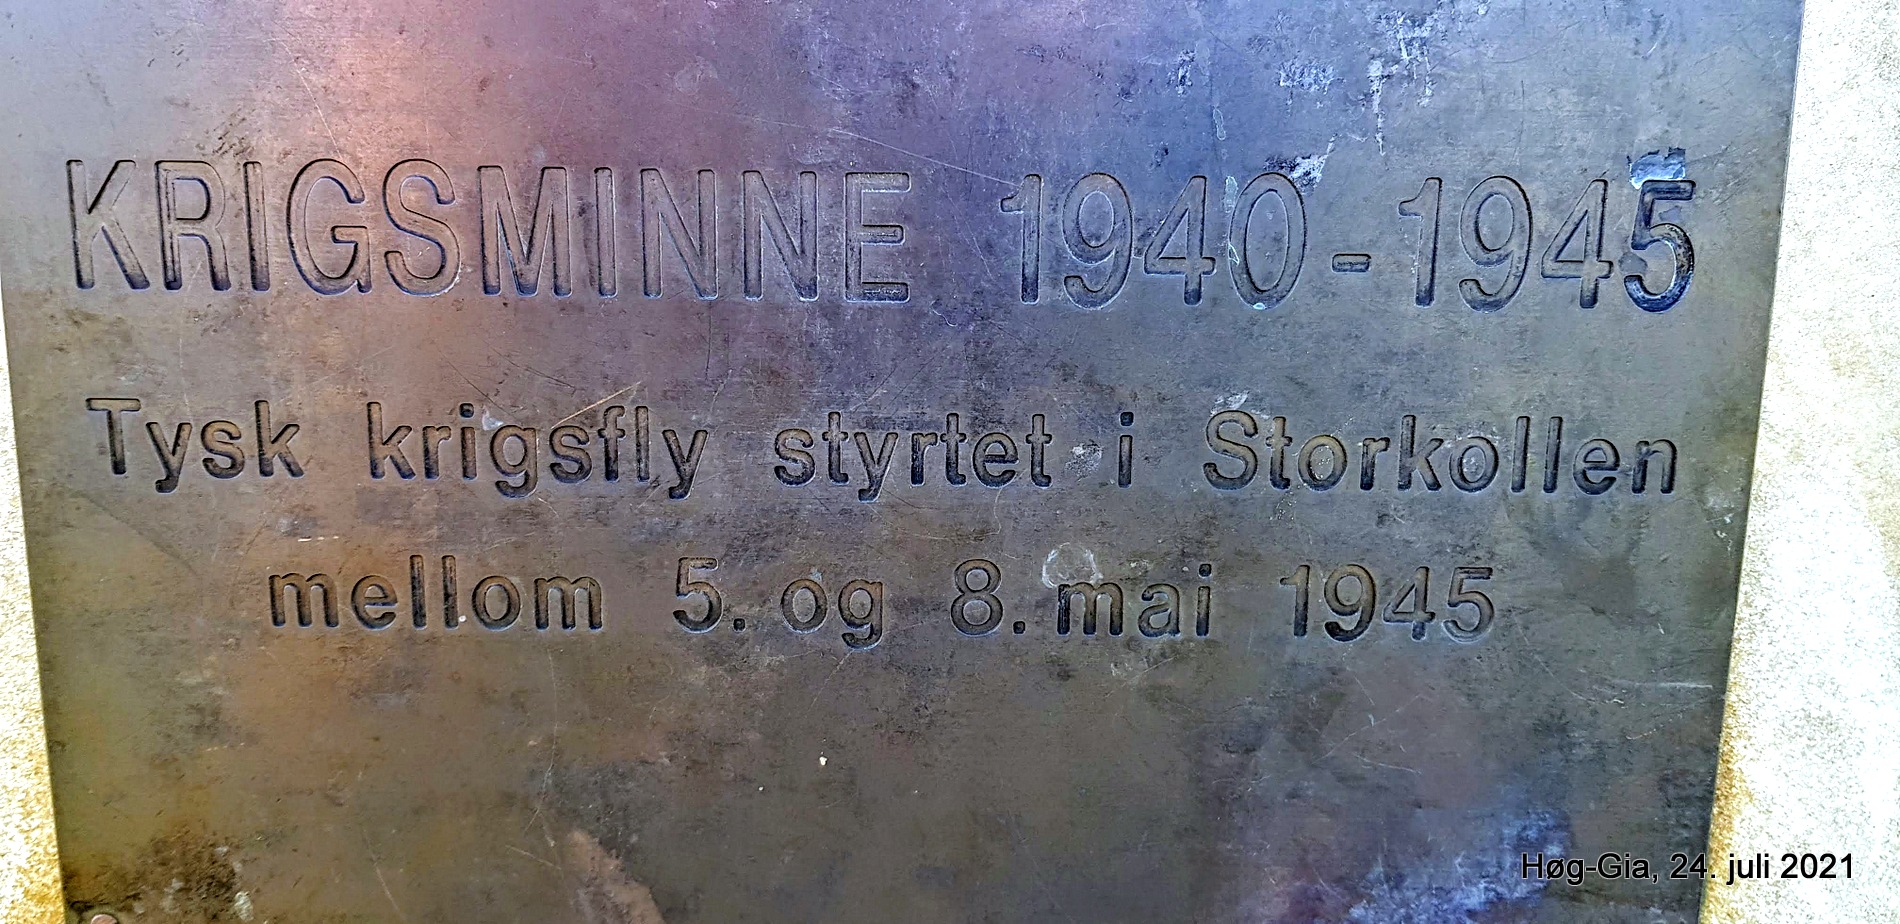 KRIGSMINNE 1940-1945
Tysk krigsfly styrtet i Storkollen
mellom 5. og 8. mai 1945
Høg-Gia, 24. juli 2021